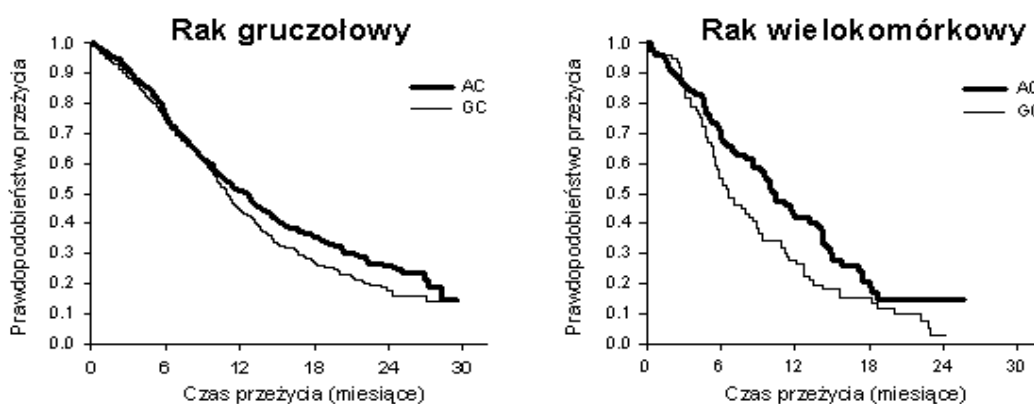 Rak gruczołowy
Prawdopodobieństwo przeżycia
1.0
0.9
0.8
0.7
0.6
0.5
0.4
0.3
0.2
0.1
0.0
AC
GC
0 6 12 18 24 30
Czas przeżycia (miesiące)
Rak wielokomórkowy
Prawdopodobieństwo przeżycia
1.0
0.9
0.8
0.7
0.6
0.5
0.4
0.3
0.2
0.1
0.0
AC
GC
0 6 12 18 24 30
Czas przeżycia (miesiące)